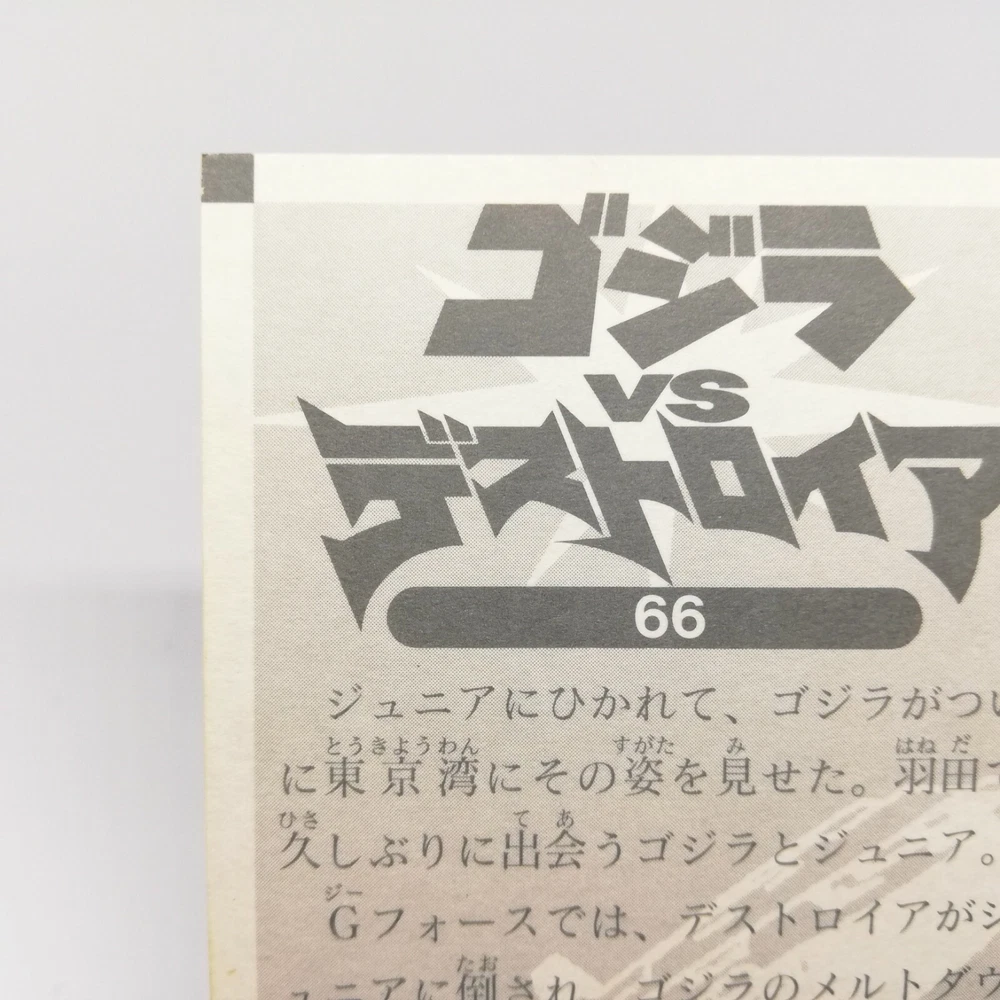 ゴジラ
VS
デストロイア
66
ジュニアにひかれて、ゴジラがつい
とうきようわん すがた み はね だ
に東京湾にその姿を見せた。羽田で
ひさ で あ
久しぶりに出会うゴジラとジュニア。
ジー
Gフォースでは、デストロイアがジ
たお
ュニアに倒され、ゴジラのメルトダウ